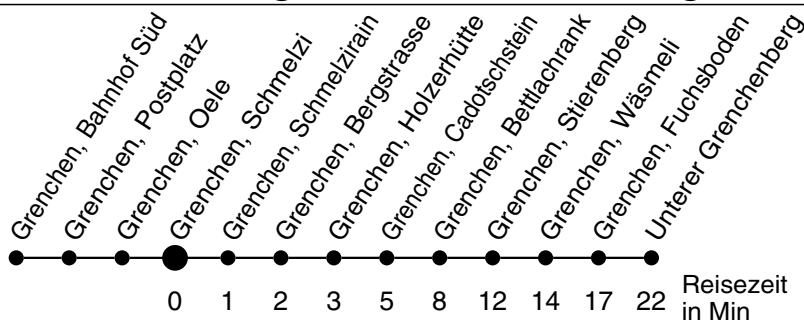 Grenchen, Bahnhof Süd
Grenchen, Postplatz
Grenchen, Oele
Grenchen, Schmelzi
Grenchen, Schmelzirain
Grenchen, Bergstrasse
Grenchen, Holzerhütte
Grenchen, Cadotschstein
Grenchen, Bettlachrank
Grenchen, Stierenberg
Grenchen, Wäsmeli
Grenchen, Fuchsboden
Unterer Grenchenberg
0 1 2 3 5 8 12 14 17 22
Reisezeit
in Min